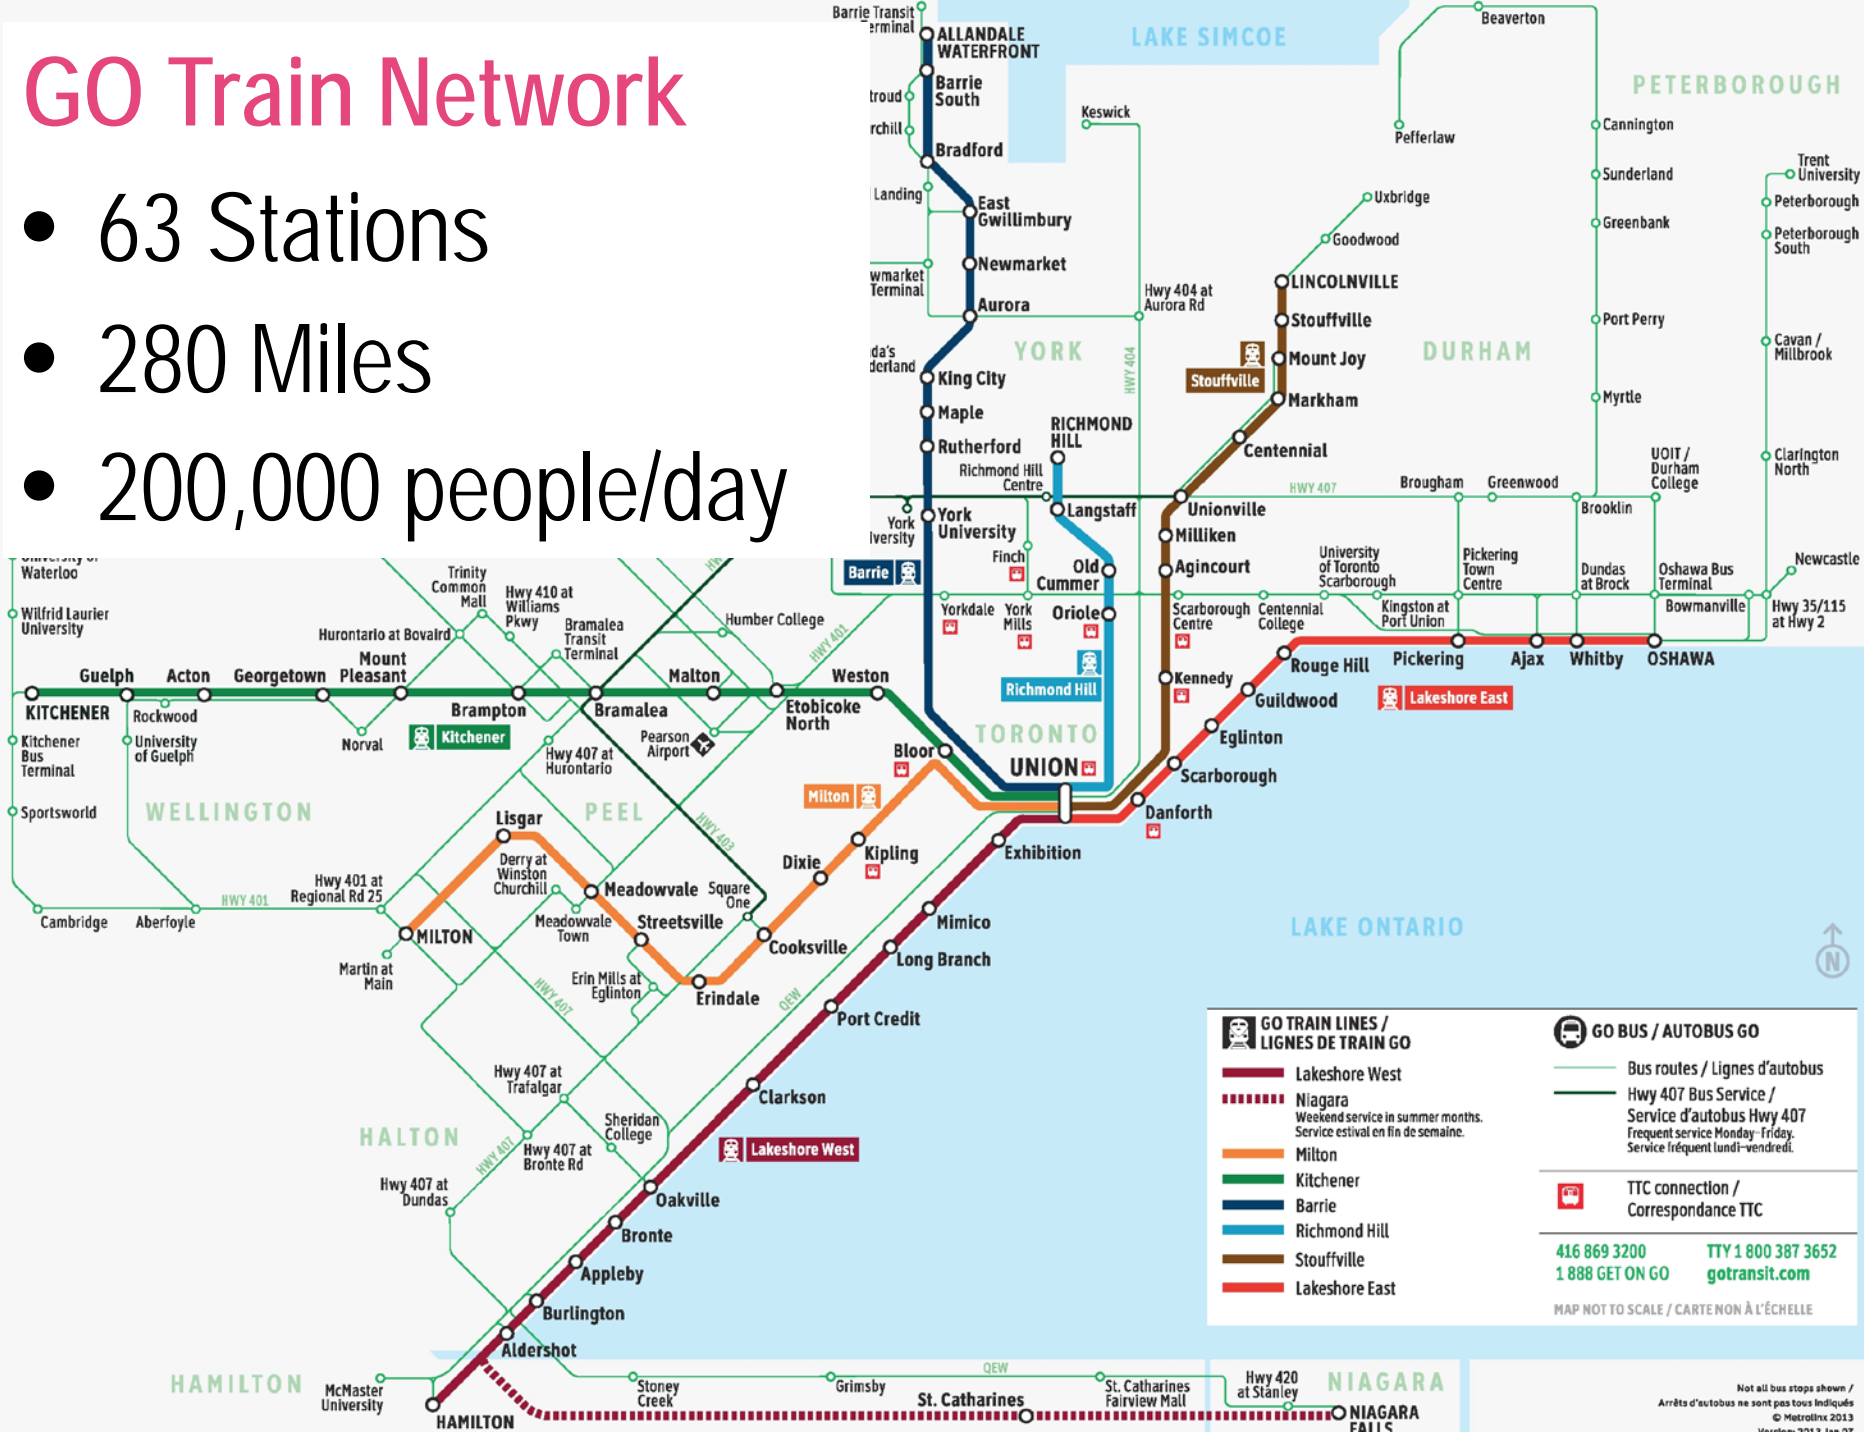 GO Train Network
• 63 Stations
• 280 Miles
• 200,000 people/day
Barrie Transit
ALLANDALE
WATERFRONT
Barrie
South
Bradford
Landing
East
Gwillimbury
Newmarket
Terminal
Aurora
King City
Maple
Rutherford
York
University
York
Barrie
LAKE SIMCOE
Keswick
Hwy 404 at
Aurora Rd
HWY 404
YORK
Beaverton
Pefferlaw
PETERBOROUGH
Cannington
Sunderland
Greenbank
Port Perry
Myrtle
Trent
University
Peterborough
Peterborough
South
Cavan /
Millbrook
Clarington
North
Uxbridge
Goodwood
LINCOLNVILLE
Stouffville
Mount Joy
Stouffville
Markham
Centennial
Unionville
Milliken
Agincourt
Kennedy
DURHAM
RICHMOND
HILL
Richmond Hill
Centre
Langstaff
Old
Cummer
Oriole
Richmond Hill
Finch
Yorkdale
York
Mills
HWY 407
Brougham
Greenwood
Brooklin
UOIT /
Durham
College
Scarborough
Centre
Centennial
College
University
of Toronto
Scarborough
Kingston at
Port Union
Pickering
Town
Centre
Dundas
at Brock
Oshawa Bus
Terminal
Bowmanville
Newcastle
Hwy 35/115
at Hwy 2
Rouge Hill
Pickering
Ajax
Whitby
OSHAWA
Lakeshore East
Guildwood
Eglinton
Scarborough
Danforth
Waterloo
Wilfrid Laurier
University
Trinity
Common
Mall
Hwy 410 at
Williams
Pkwy
Hurontario at Bovaird
Bramalea
Transit
Terminal
Humber College
HWY 401
Guelph
Acton
Georgetown
Mount
Pleasant
Malton
Weston
KITCHENER
Rockwood
Brampton
Bramalea
Etobicoke
North
Norval
Kitchener
Kitchener
Bus
Terminal
University
of Guelph
Hwy 407 at
Hurontario
Pearson
Airport
Bloor
TORONTO
UNION
Sportsworld
WELLINGTON
PEEL
HWY 403
Milton
Lisgar
Derry at
Winston
Churchill
Meadowvale
Meadowvale
Town
Streetsville
Square
One
Dixie
Kipling
Cooksville
Erindale
Erin Mills at
Eglinton
Exhibition
Mimico
Long Branch
Port Credit
Clarkson
Cambridge
Aberfoyle
HWY 401
Hwy 401 at
Regional Rd 25
MILTON
Martin at
Main
HWY 407
QEW
LAKE ONTARIO
N
Hwy 407 at
Trafalgar
Sheridan
College
HALTON
HWY 407
Hwy 407 at
Bronte Rd
Hwy 407 at
Dundas
Lakeshore West
Oakville
Bronte
Appleby
Burlington
Aldershot
HAMILTON
McMaster
University
HAMILTON
Stoney
Creek
Grimsby
QEW
St. Catharines
St. Catharines
Fairview Mall
Hwy 420
at Stanley
NIAGARA
NIAGARA
FALLS
GO TRAIN LINES /
LIGNES DE TRAIN GO
Lakeshore West
Niagara
Weekend service in summer months.
Service estival en fin de semaine.
Milton
Kitchener
Barrie
Richmond Hill
Stouffville
Lakeshore East
GO BUS / AUTOBUS GO
Bus routes / Lignes d'autobus
Hwy 407 Bus Service /
Service d'autobus Hwy 407
Frequent service Monday-Friday.
Service fréquent lundi-vendredi.
TTC connection /
Correspondance TTC
416 869 3200
TTY 1 800 387 3652
1 888 GET ON GO
gotransit.com
MAP NOT TO SCALE / CARTE NON À L'ÉCHELLE
Not all bus stops shown /
Arrêts d'autobus ne sont pas tous indiqués
© Metrolinx 2013